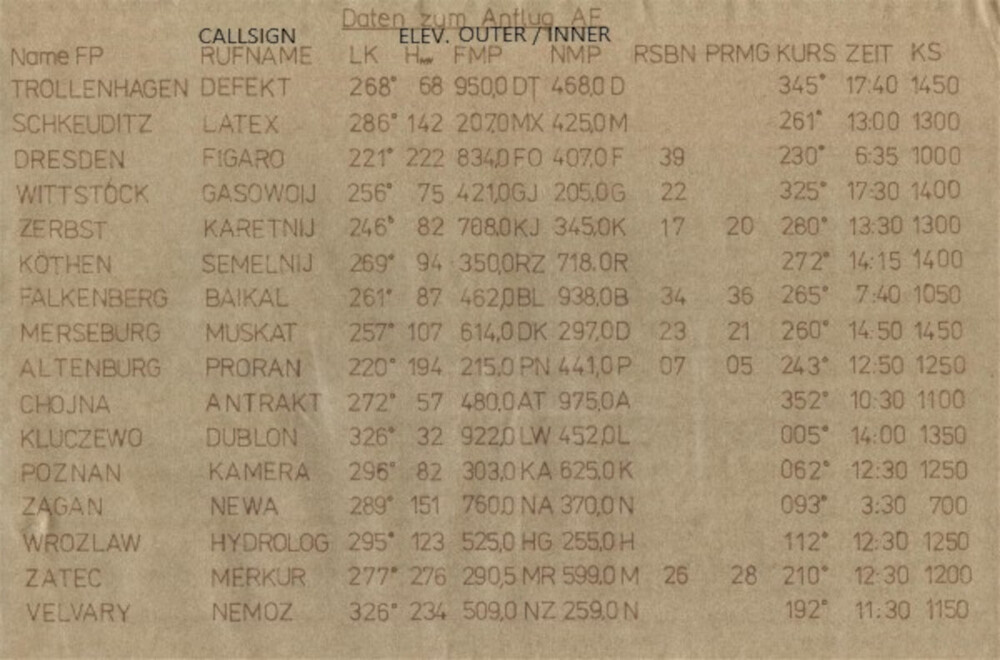 Daten zum Anflug AF
CALLSIGN ELEV. OUTER / INNER
Name FP RUFNAME LK H FMP NMP RSBN PRMG KURS ZEIT KS
TROLLENHAGEN DEFEKT 268° 68 950,0 DT 468,0 D 345° 17:40 1450
SCHKEUDITZ LATEX 286° 142 207,0 MX 425,0 M 261° 13:00 1300
DRESDEN FIGARO 221° 222 834,0 FO 407,0 F 39 230° 6:35 1000
WITTSTOCK GASOWOIJ 256° 75 421,0 GJ 205,0 G 22 325° 17:30 1400
ZERBST KARETNIJ 246° 82 708,0 KJ 345,0 K 17 20 280° 13:30 1300
KÖTHEN SEMELNIJ 269° 94 350,0 RZ 718.0 R 272° 14:15 1400
FALKENBERG BAIKAL 261° 87 462,0 BL 938,0 B 34 36 265° 7:40 1050
MERSEBURG MUSKAT 257° 107 614,0 DK 297,0 D 23 21 260° 14:50 1450
ALTENBURG PRORAN 220° 194 215,0 PN 441,0 P 07 05 243° 12:50 1250
CHOJNA ANTRAKT 272° 57 480,0 AT 975,0 A 352° 10:30 1100
KLUCZEWO DUBLON 326° 32 922,0 LW 452,0 L 005° 14:00 1350
POZNAN KAMERA 296° 82 303,0 KA 625,0 K 062° 12:30 1250
ZAGAN NEWA 289° 151 760,0 NA 370,0 N 093° 3:30 700
WROZLAW HYDROLOG 295° 123 525,0 HG 255,0 H 112° 12:30 1250
ZATEC MERKUR 277° 276 290,5 MR 599,0 M 26 28 210° 12:30 1200
VELVARY NEMOZ 326° 234 509,0 NZ 259,0 N 192° 11:30 1150